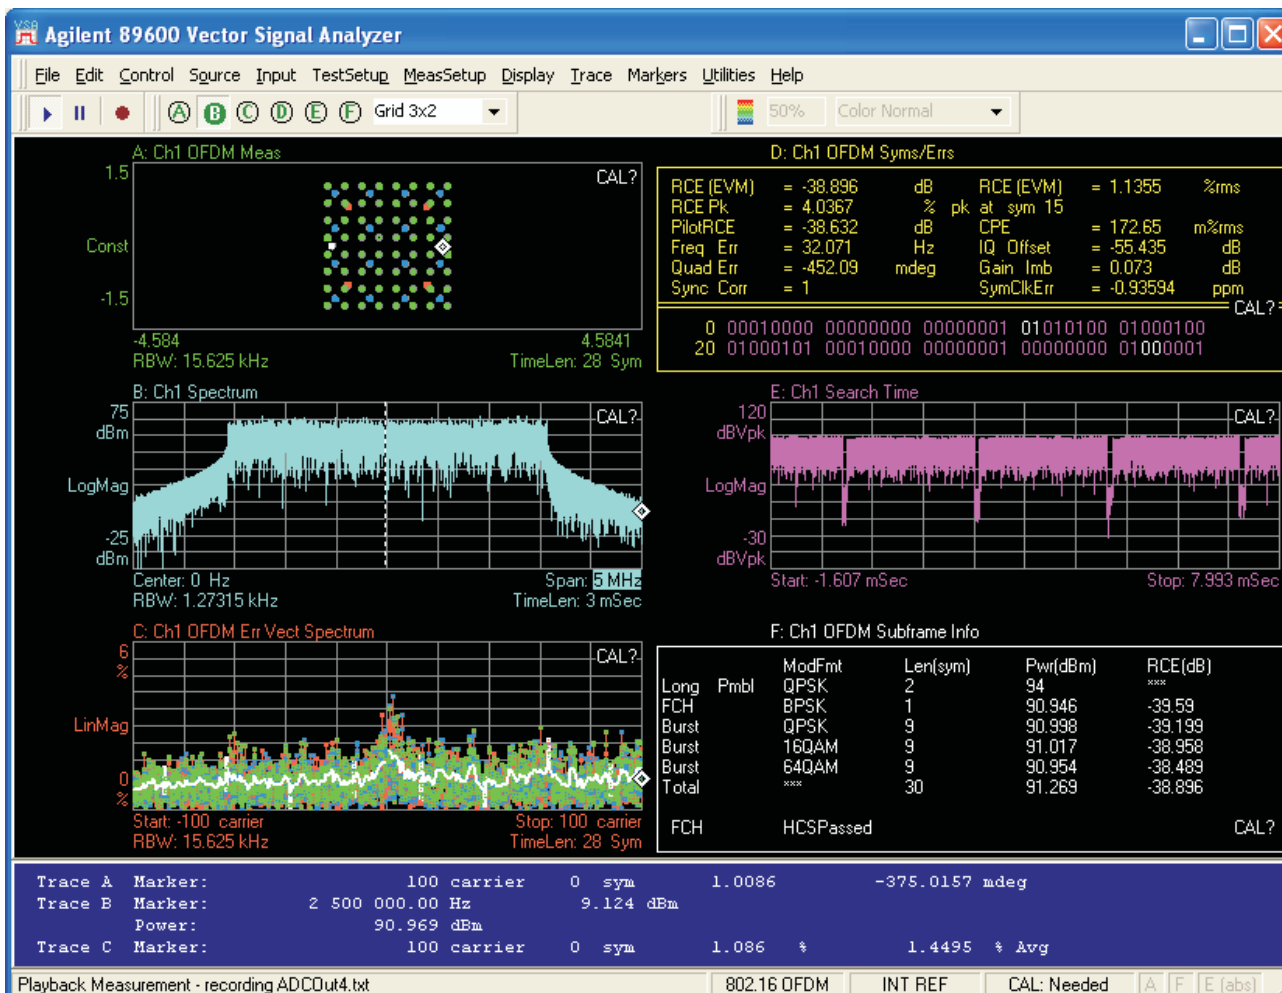 VSA
Agilent 89600 Vector Signal Analyzer
File Edit Control Source Input TestSetup MeasSetup Display Trace Markers Utilities Help
A B C D E F Grid 3x2 50% Color Normal
A: Ch1 OFDM Meas
1.5
CAL?
Const
-1.5
-4.584 4.5841
RBW: 15.625 kHz TimeLen: 28 Sym
D: Ch1 OFDM Syms/Errs
RCE (EVM) = -38.896 dB RCE (EVM) = 1.1355 %rms
RCE Pk = 4.0367 % pk at sym 15
PilotRCE = -38.632 dB CPE = 172.65 m%rms
Freq Err = 32.071 Hz IQ Offset = -55.435 dB
Quad Err = -452.09 mdeg Gain Imb = 0.073 dB
Sync Corr = 1 SymClkErr = -0.93594 ppm
CAL?
0 00010000 00000000 00000001 01010100 01000100
20 01000101 00010000 00000001 00000000 01000001
B: Ch1 Spectrum
75
dBm
CAL?
LogMag
-25
dBm
Center: 0 Hz Span: 5 MHz
RBW: 1.27315 kHz TimeLen: 3 mSec
E: Ch1 Search Time
120
dBVpk
CAL?
LogMag
-30
dBVpk
Start: -1.607 mSec Stop: 7.993 mSec
C: Ch1 OFDM Err Vect Spectrum
6
%
CAL?
LinMag
0
%
Start: -100 carrier Stop: 100 carrier
RBW: 15.625 kHz TimeLen: 28 Sym
F: Ch1 OFDM Subframe Info
ModFmt Len(sym) Pwr(dBm) RCE(dB)
Long Pmbl QPSK 2 94 ***
FCH BPSK 1 90.946 -39.59
Burst QPSK 9 90.998 -39.199
Burst 16QAM 9 91.017 -38.958
Burst 64QAM 9 90.954 -38.489
Total *** 30 91.269 -38.896
FCH HCSPassed CAL?
Trace A Marker: 100 carrier 0 sym 1.0086 -375.0157 mdeg
Trace B Marker: 2 500 000.00 Hz 9.124 dBm
Power: 90.969 dBm
Trace C Marker: 100 carrier 0 sym 1.086 % 1.4495 % Avg
Playback Measurement - recording ADCOut4.txt 802.16 OFDM INT REF CAL: Needed A F E (abs)